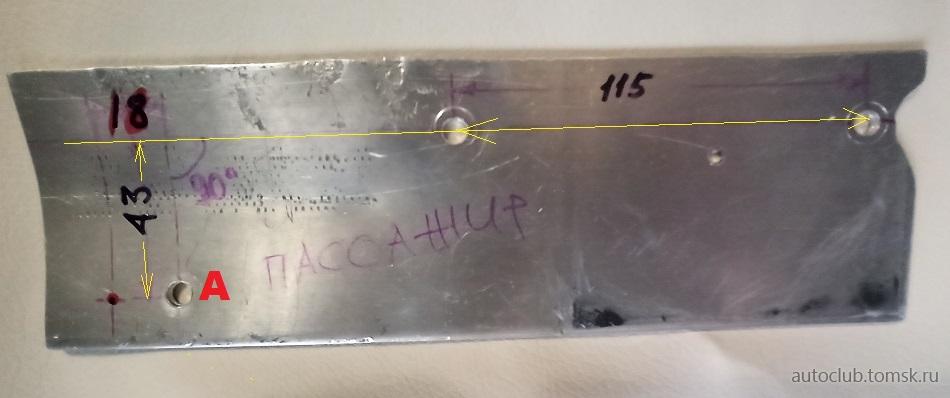 115
18
90°
43
ПАССАЖИР
A
autoclub.tomsk.ru